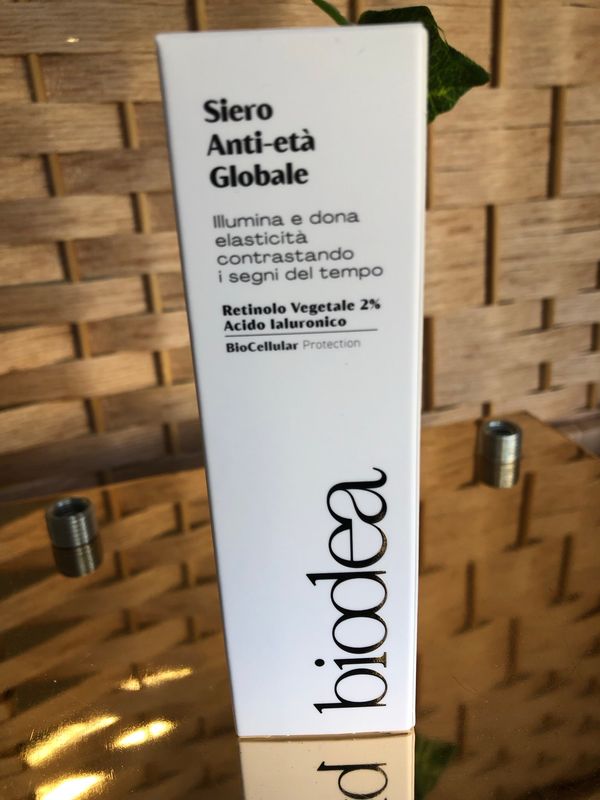 Siero
Anti-età
Globale
Illumina e dona
elasticità
contrastando
i segni del tempo
Retinolo Vegetale 2%
Acido Ialuronico
BioCellular Protection
biodea